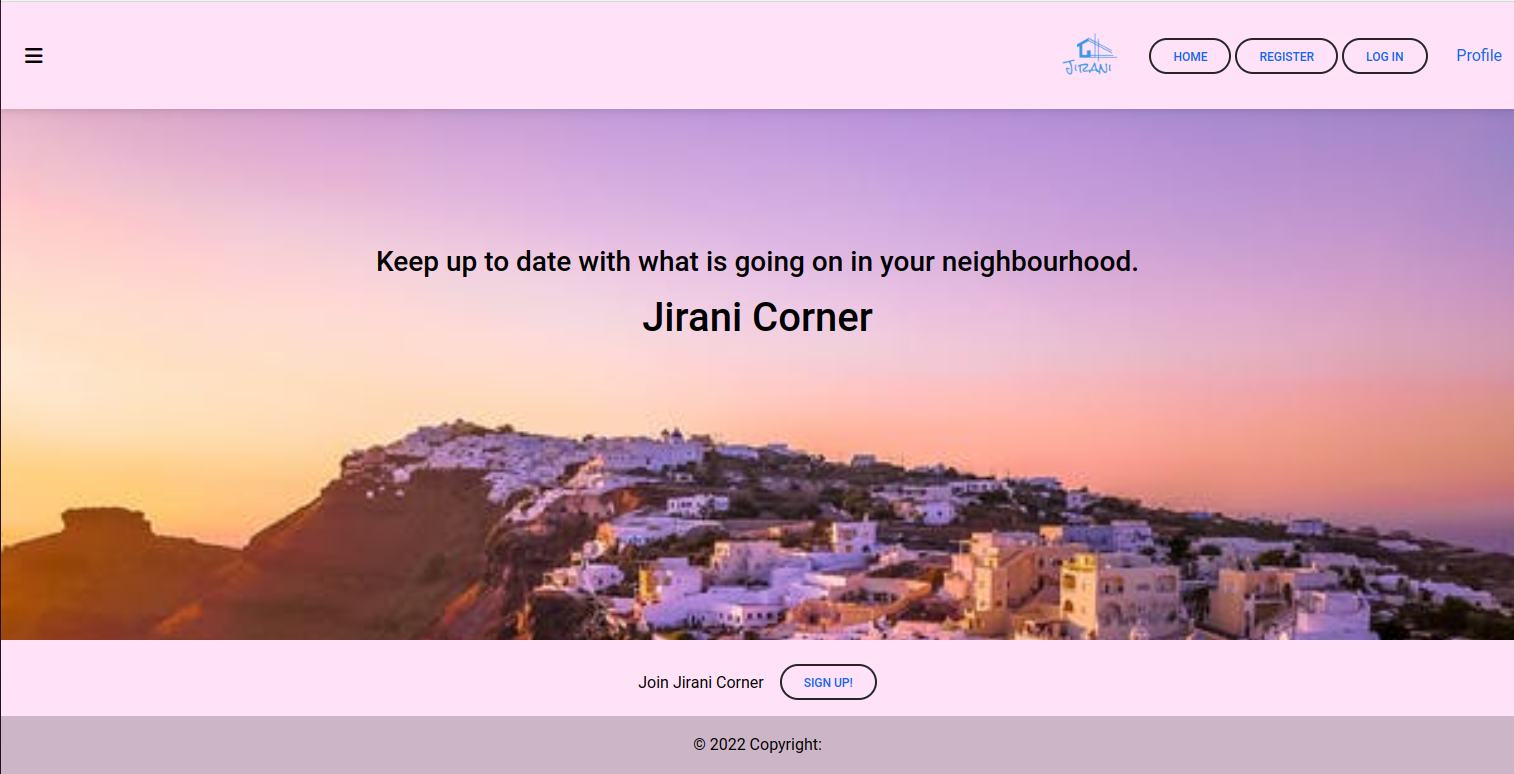 JIRANI
HOME
REGISTER
LOG IN
Profile
Keep up to date with what is going on in your neighbourhood.
Jirani Corner
Join Jirani Corner
SIGN UP!
© 2022 Copyright: